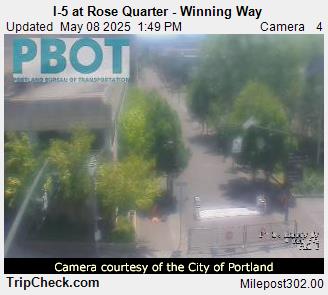 I-5 at Rose Quarter - Winning Way
Updated May 08 2025 1:49 PM Camera 4
PBOT
PORTLAND BUREAU OF TRANSPORTATION
Camera courtesy of the City of Portland
TripCheck.com Milepost302.00